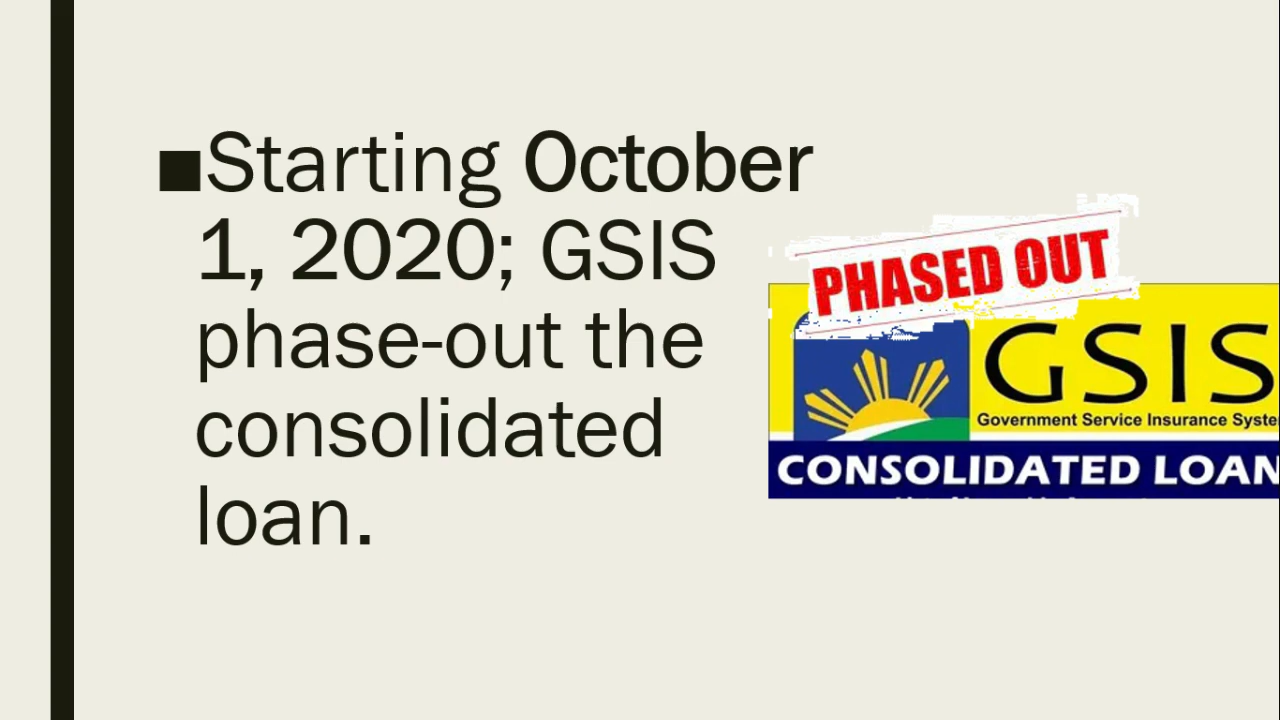 ■Starting October
1, 2020; GSIS
phase-out the
consolidated
loan.
PHASED OUT
GSIS
Government Service Insurance Syste
CONSOLIDATED LOAN